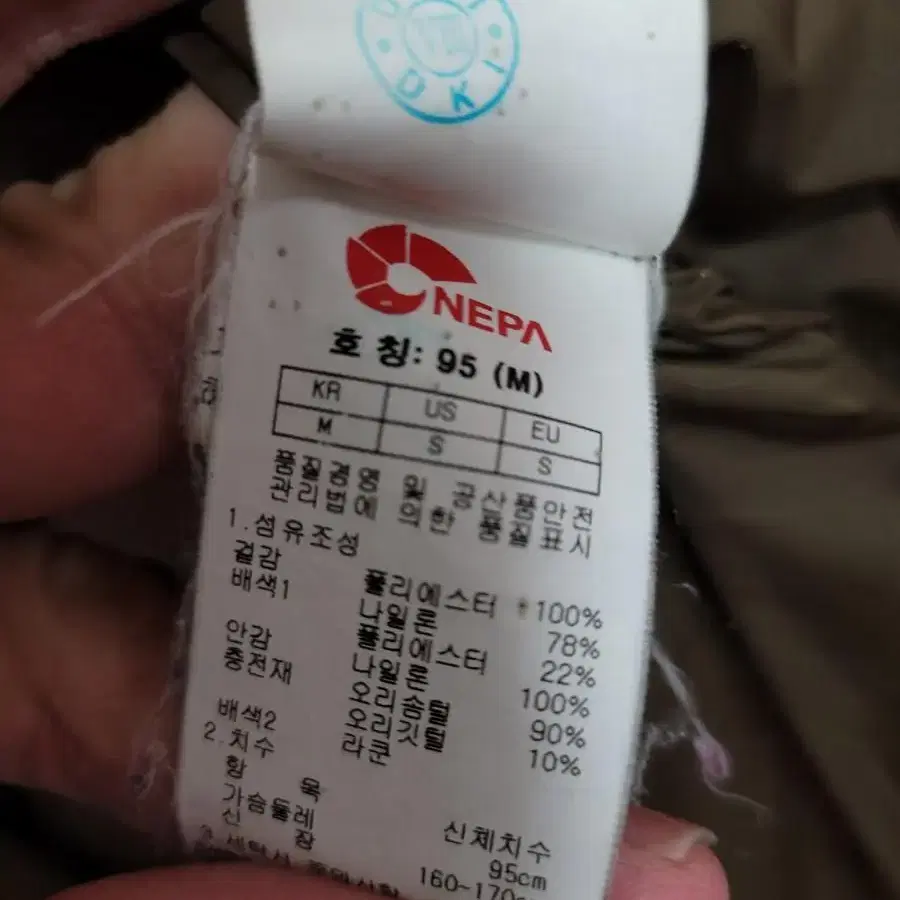 DKI
NEPA
호 칭: 95 (M)
KR US EU
M S S
품질경영 및 공산품안전
관리법에 의한 품질표시
1.섬유조성
겉감 폴리에스터 100%
배색1 나일론 78%
폴리에스터 22%
안감 나일론 100%
충전재 오리솜털 90%
오리깃털 10%
배색2 라쿤
2.치수
항 목 신체치수
가슴둘레 95cm
신 장 160~170